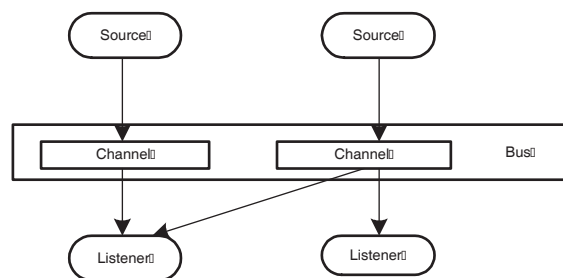 Source
Source
Channel
Channel
Bus
Listener
Listener